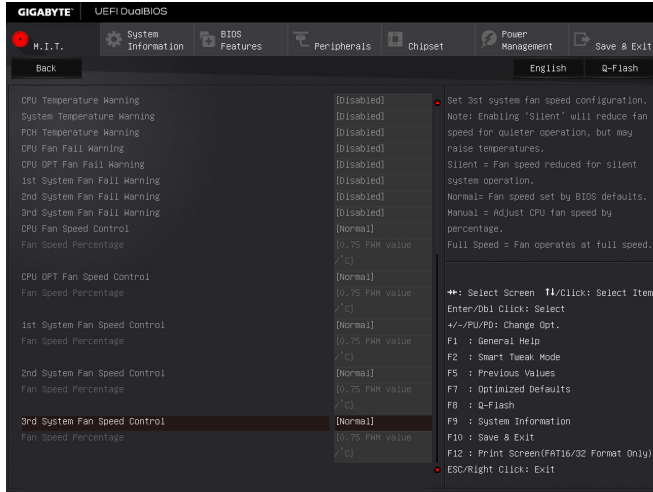 GIGABYTE™ UEFI DualBIOS
M.I.T. System Information BIOS Features Peripherals Chipset Power Management Save & Exit
Back English Q-Flash
CPU Temperature Warning [Disabled]
System Temperature Warning [Disabled]
PCH Temperature Warning [Disabled]
CPU Fan Fail Warning [Disabled]
CPU OPT Fan Fail Warning [Disabled]
1st System Fan Fail Warning [Disabled]
2nd System Fan Fail Warning [Disabled]
3rd System Fan Fail Warning [Disabled]
CPU Fan Speed Control [Normal]
Fan Speed Percentage [0.75 PWM value
/°C]
CPU OPT Fan Speed Control [Normal]
Fan Speed Percentage [0.75 PWM value
/°C]
1st System Fan Speed Control [Normal]
Fan Speed Percentage [0.75 PWM value
/°C]
2nd System Fan Speed Control [Normal]
Fan Speed Percentage [0.75 PWM value
/°C]
3rd System Fan Speed Control [Normal]
Fan Speed Percentage [0.75 PWM value
/°C]
Set 3st system fan speed configuration.
Note: Enabling 'Silent' will reduce fan
speed for quieter operation, but may
raise temperatures.
Silent = Fan speed reduced for silent
system operation.
Normal= Fan speed set by BIOS defaults.
Manual = Adjust CPU fan speed by
percentage.
Full Speed = Fan operates at full speed.
→←: Select Screen ↑↓/Click: Select Item
Enter/Dbl Click: Select
+/-/PU/PD: Change Opt.
F1 : General Help
F2 : Smart Tweak Mode
F5 : Previous Values
F7 : Optimized Defaults
F8 : Q-Flash
F9 : System Information
F10 : Save & Exit
F12 : Print Screen(FAT16/32 Format Only)
ESC/Right Click: Exit